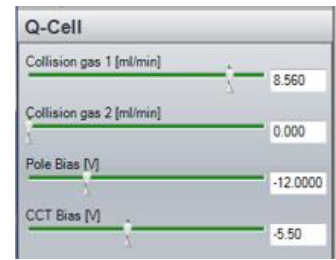 Q-Cell
Collision gas 1 [ml/min]
8.560
Collision gas 2 [ml/min]
0.000
Pole Bias [V]
-12.0000
CCT Bias [V]
-5.50